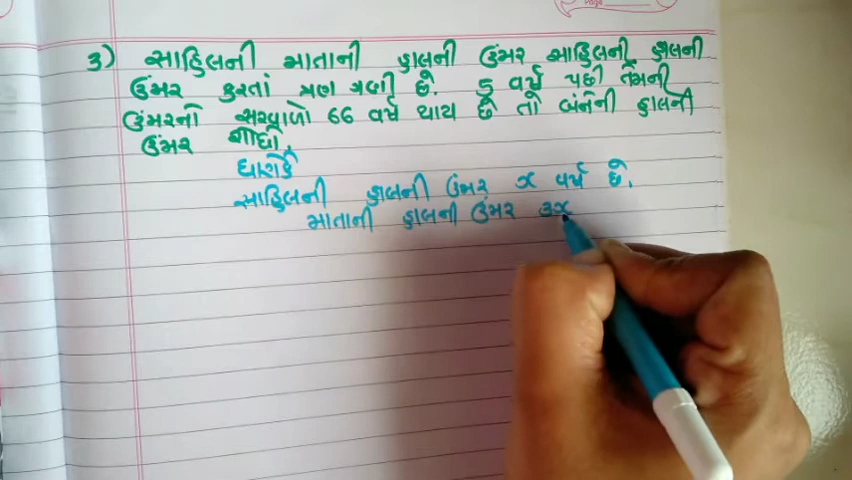 ૩) સાહિલની માતાની હાલની ઉંમર સાહિલની હાલની
ઉંમર કરતાં ત્રણ ગણી છે. 5 વર્ષ પછી તેમની
ઉંમરનો સરવાળો 66 વર્ષ થાય છે તો બંનેની હાલની
ઉંમર શોધો.
ધારોકે
સાહિલની હાલની ઉંમર x વર્ષ છે.
માતાની હાલની ઉંમર 3x